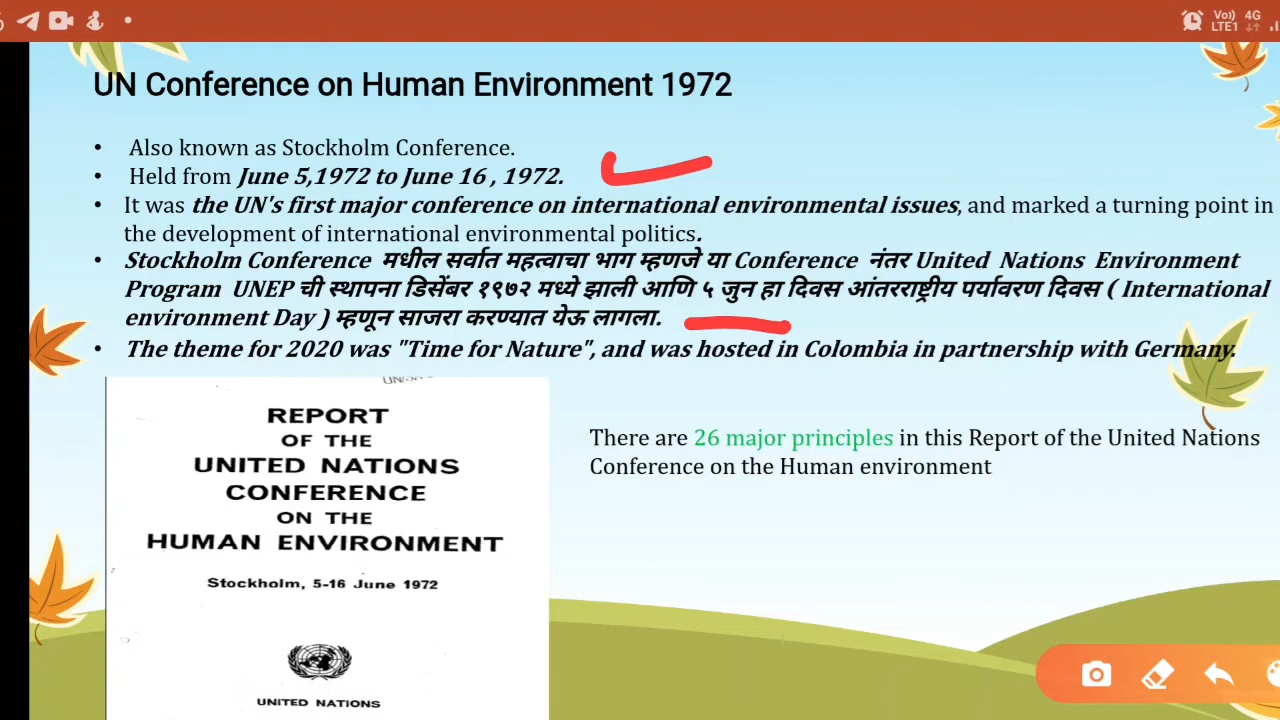 Vo) 4G
LTE1
UN Conference on Human Environment 1972
• Also known as Stockholm Conference.
• Held from June 5,1972 to June 16 , 1972.
• It was the UN's first major conference on international environmental issues, and marked a turning point in
the development of international environmental politics.
• Stockholm Conference मधील सर्वात महत्वाचा भाग म्हणजे या Conference नंतर United Nations Environment
Program UNEP ची स्थापना डिसेंबर १९७२ मध्ये झाली आणि ५ जुन हा दिवस आंतरराष्ट्रीय पर्यावरण दिवस ( International
environment Day ) म्हणून साजरा करण्यात येऊ लागला.
• The theme for 2020 was "Time for Nature", and was hosted in Colombia in partnership with Germany.
REPORT
OF THE
UNITED NATIONS
CONFERENCE
ON THE
HUMAN ENVIRONMENT
Stockholm, 5-16 June 1972
UNITED NATIONS
There are 26 major principles in this Report of the United Nations
Conference on the Human environment